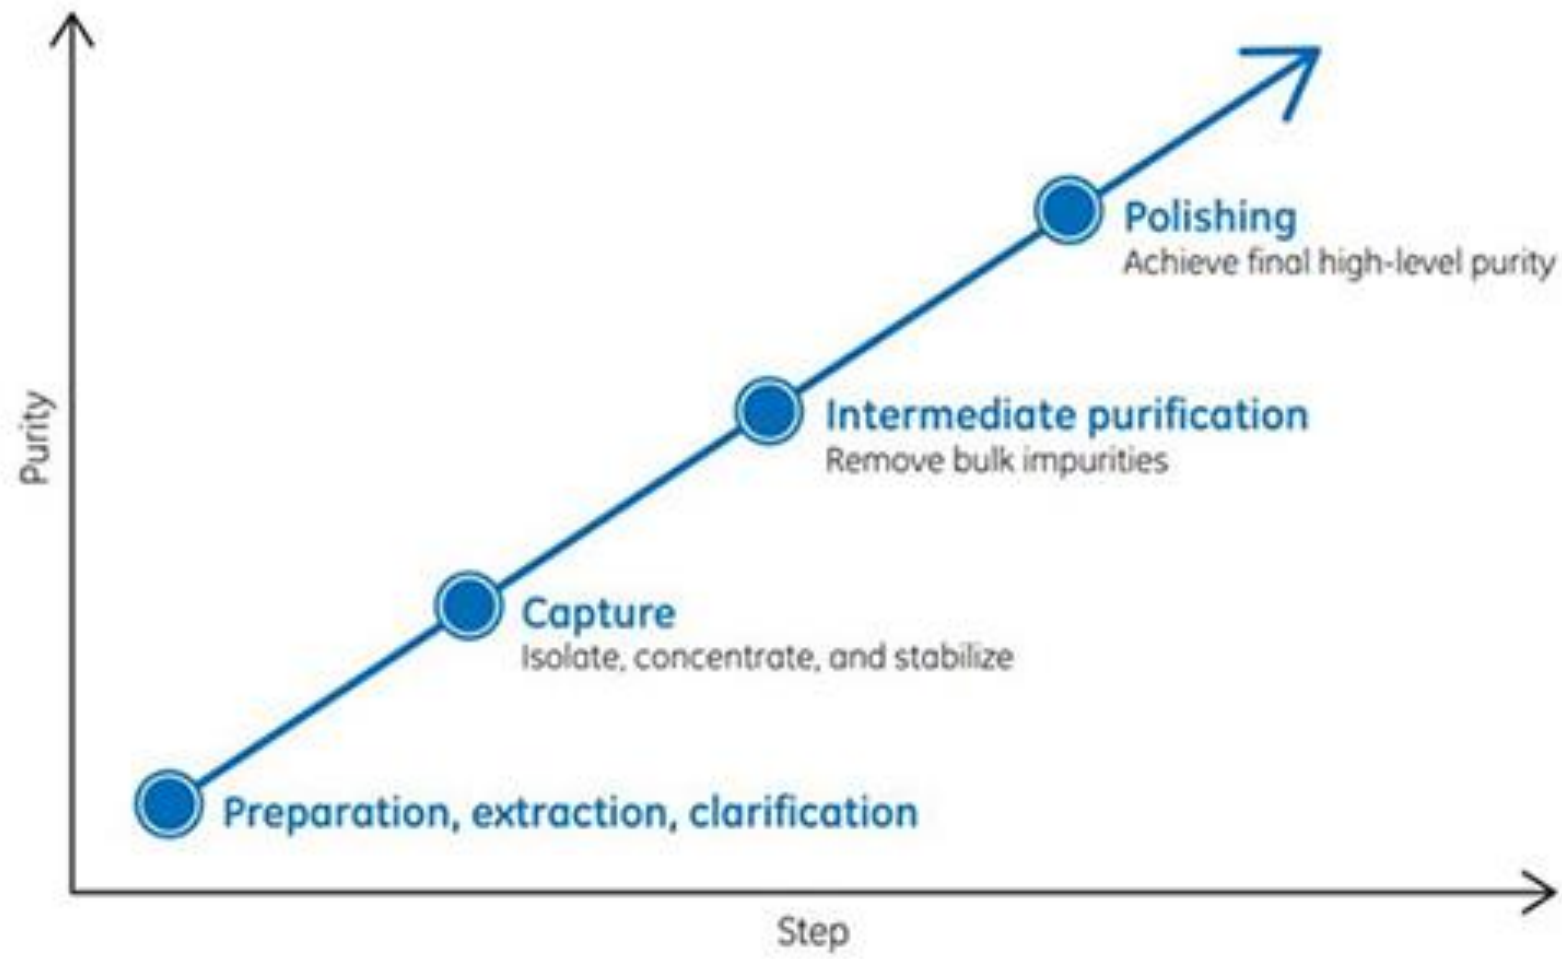 Purity
Polishing
Achieve final high-level purity
Intermediate purification
Remove bulk impurities
Capture
Isolate, concentrate, and stabilize
Preparation, extraction, clarification
Step